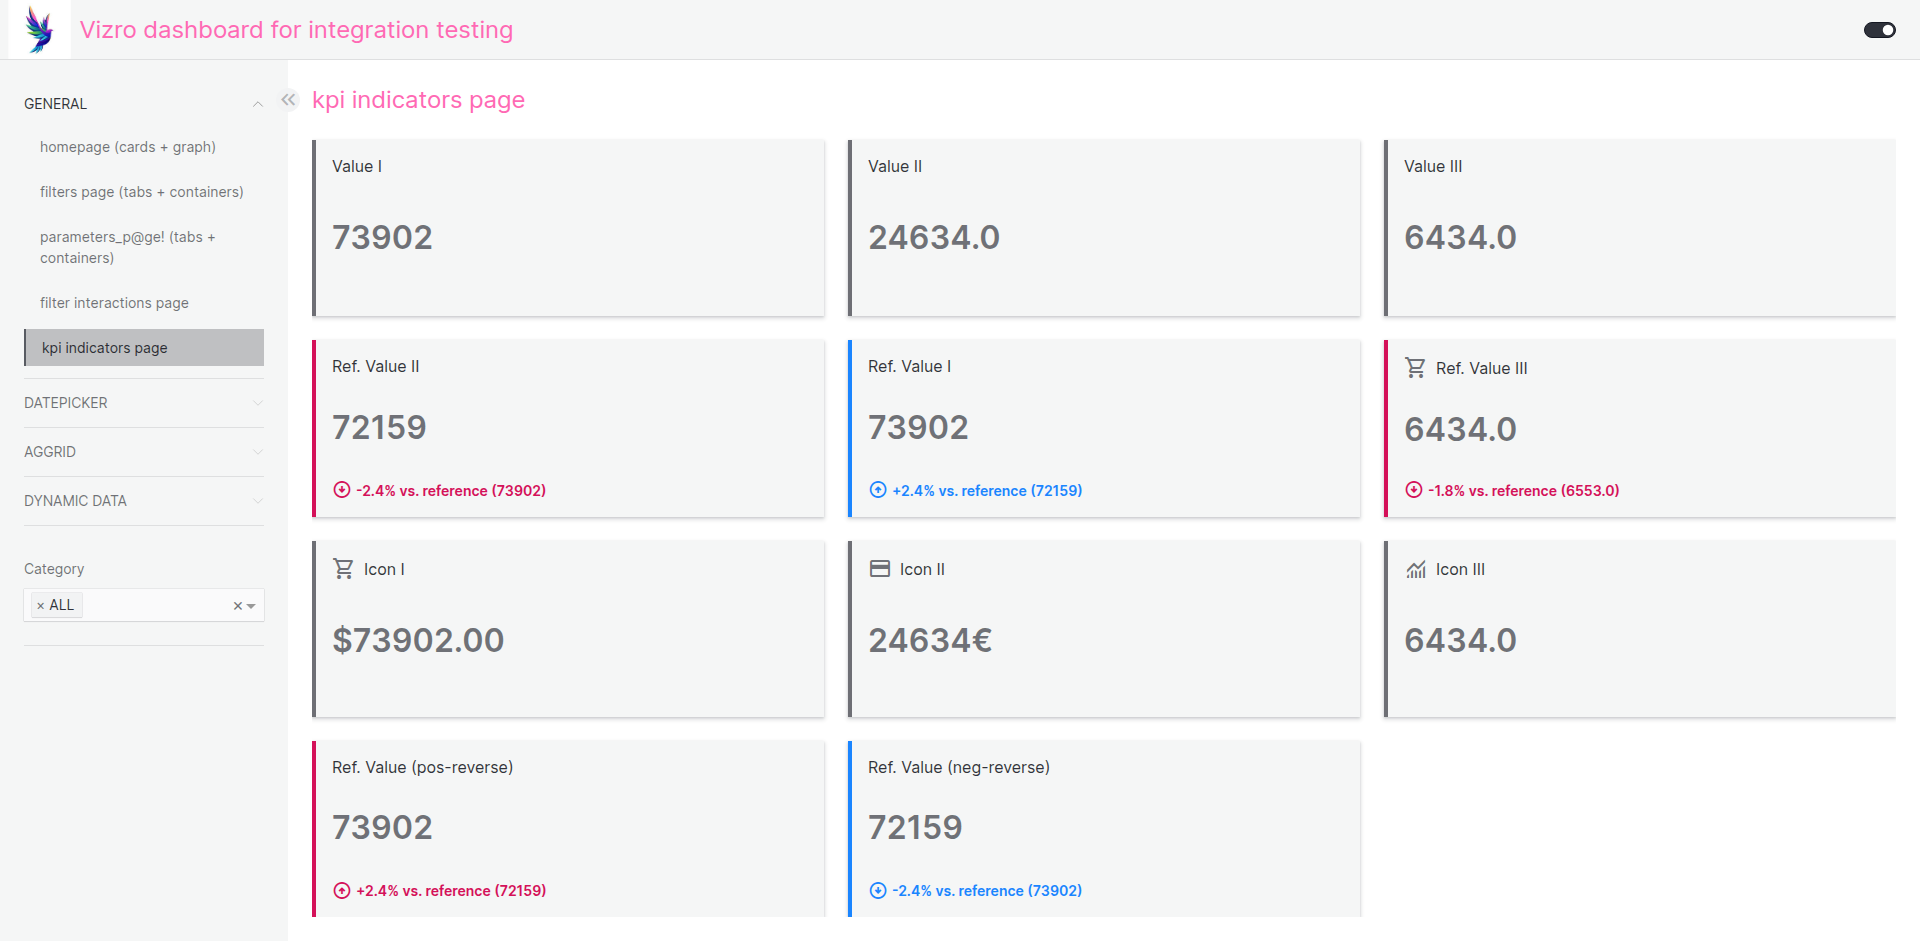 Vizro dashboard for integration testing
GENERAL
homepage (cards + graph)
filters page (tabs + containers)
parameters_p@ge! (tabs +
containers)
filter interactions page
kpi indicators page
DATEPICKER
AGGRID
DYNAMIC DATA
Category
× ALL
×
kpi indicators page
Value I
73902
Value II
24634.0
Value III
6434.0
Ref. Value II
72159
-2.4% vs. reference (73902)
Ref. Value I
73902
+2.4% vs. reference (72159)
Ref. Value III
6434.0
-1.8% vs. reference (6553.0)
Icon I
$73902.00
Icon II
24634€
Icon III
6434.0
Ref. Value (pos-reverse)
73902
+2.4% vs. reference (72159)
Ref. Value (neg-reverse)
72159
-2.4% vs. reference (73902)